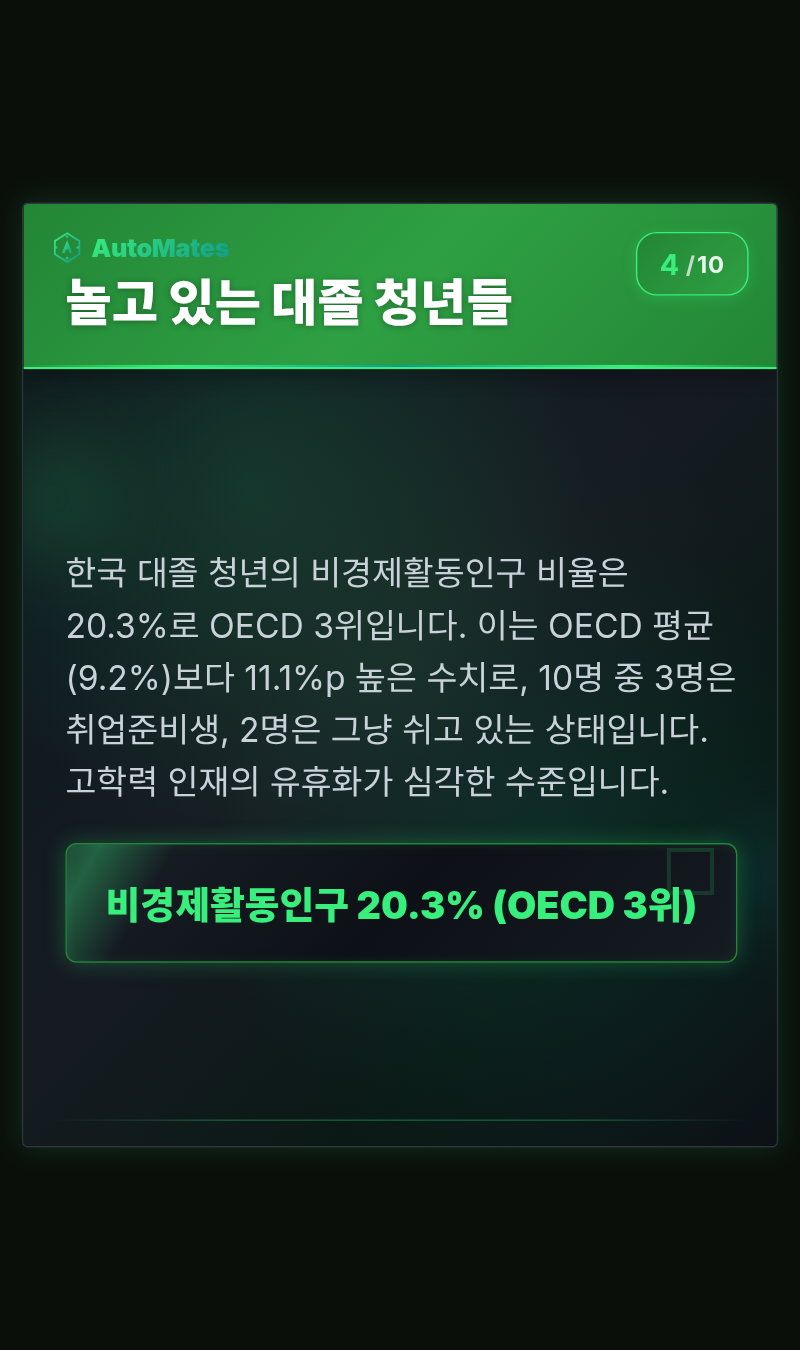 AutoMates
4 /10
놀고 있는 대졸 청년들
한국 대졸 청년의 비경제활동인구 비율은
20.3%로 OECD 3위입니다. 이는 OECD 평균
(9.2%)보다 11.1%p 높은 수치로, 10명 중 3명은
취업준비생, 2명은 그냥 쉬고 있는 상태입니다.
고학력 인재의 유휴화가 심각한 수준입니다.
비경제활동인구 20.3% (OECD 3위)